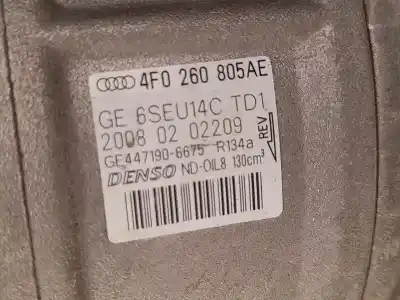 4F0 260 805AE
GE 6SEU14C TD1
2008 02 02209
GE447190-6675 R134a
DENSO ND-OIL8 130cm³
REV